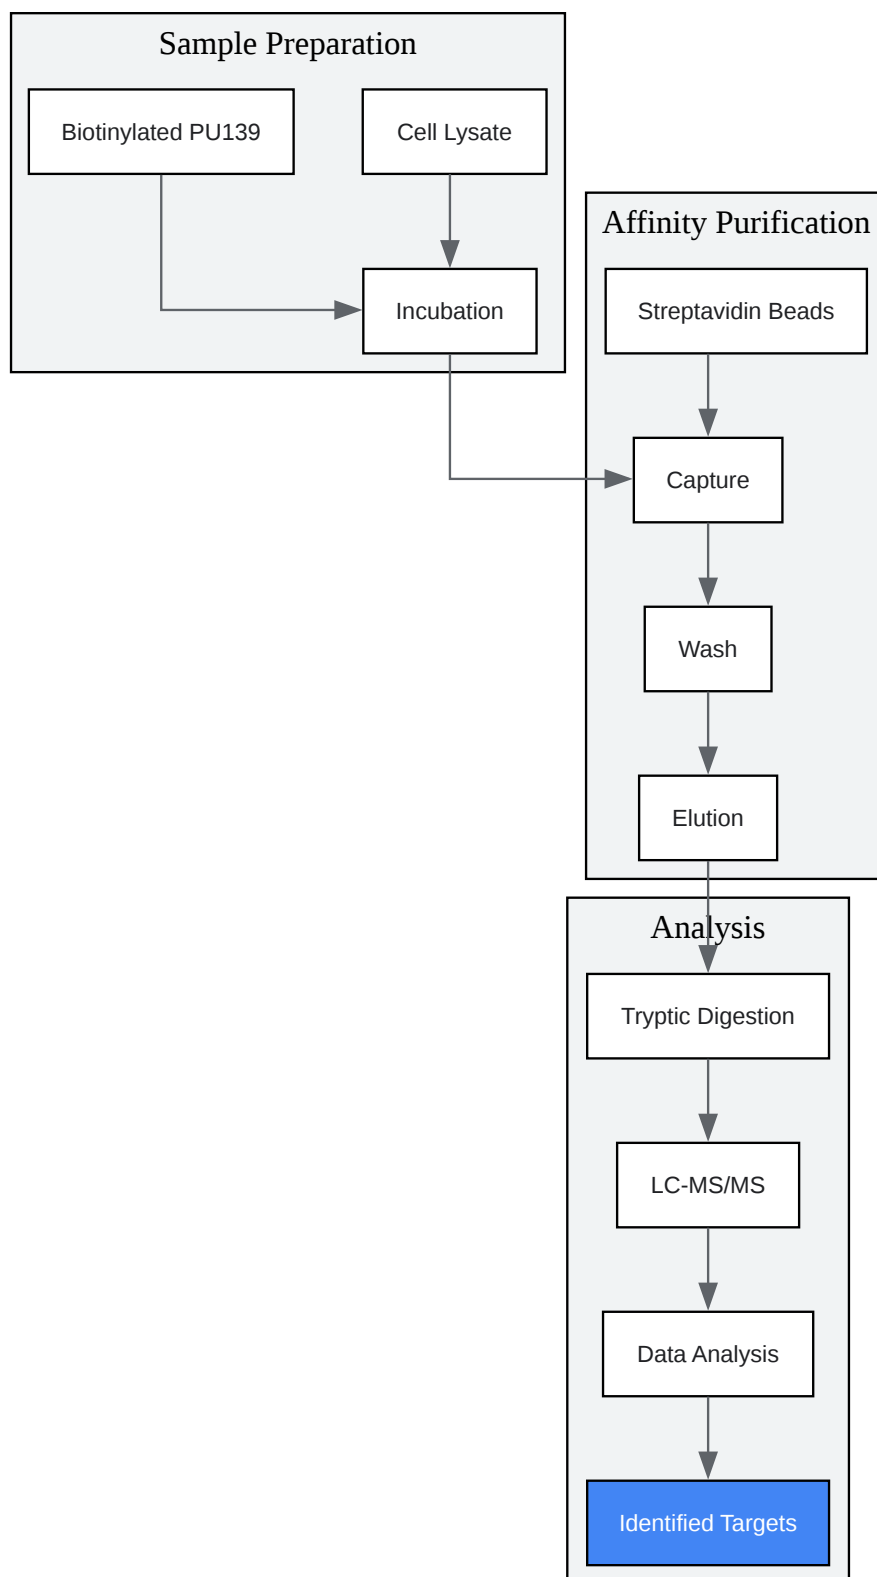 Sample Preparation
Biotinylated PU139
Cell Lysate
Incubation
Affinity Purification
Streptavidin Beads
Capture
Wash
Elution
Analysis
Tryptic Digestion
LC-MS/MS
Data Analysis
Identified Targets